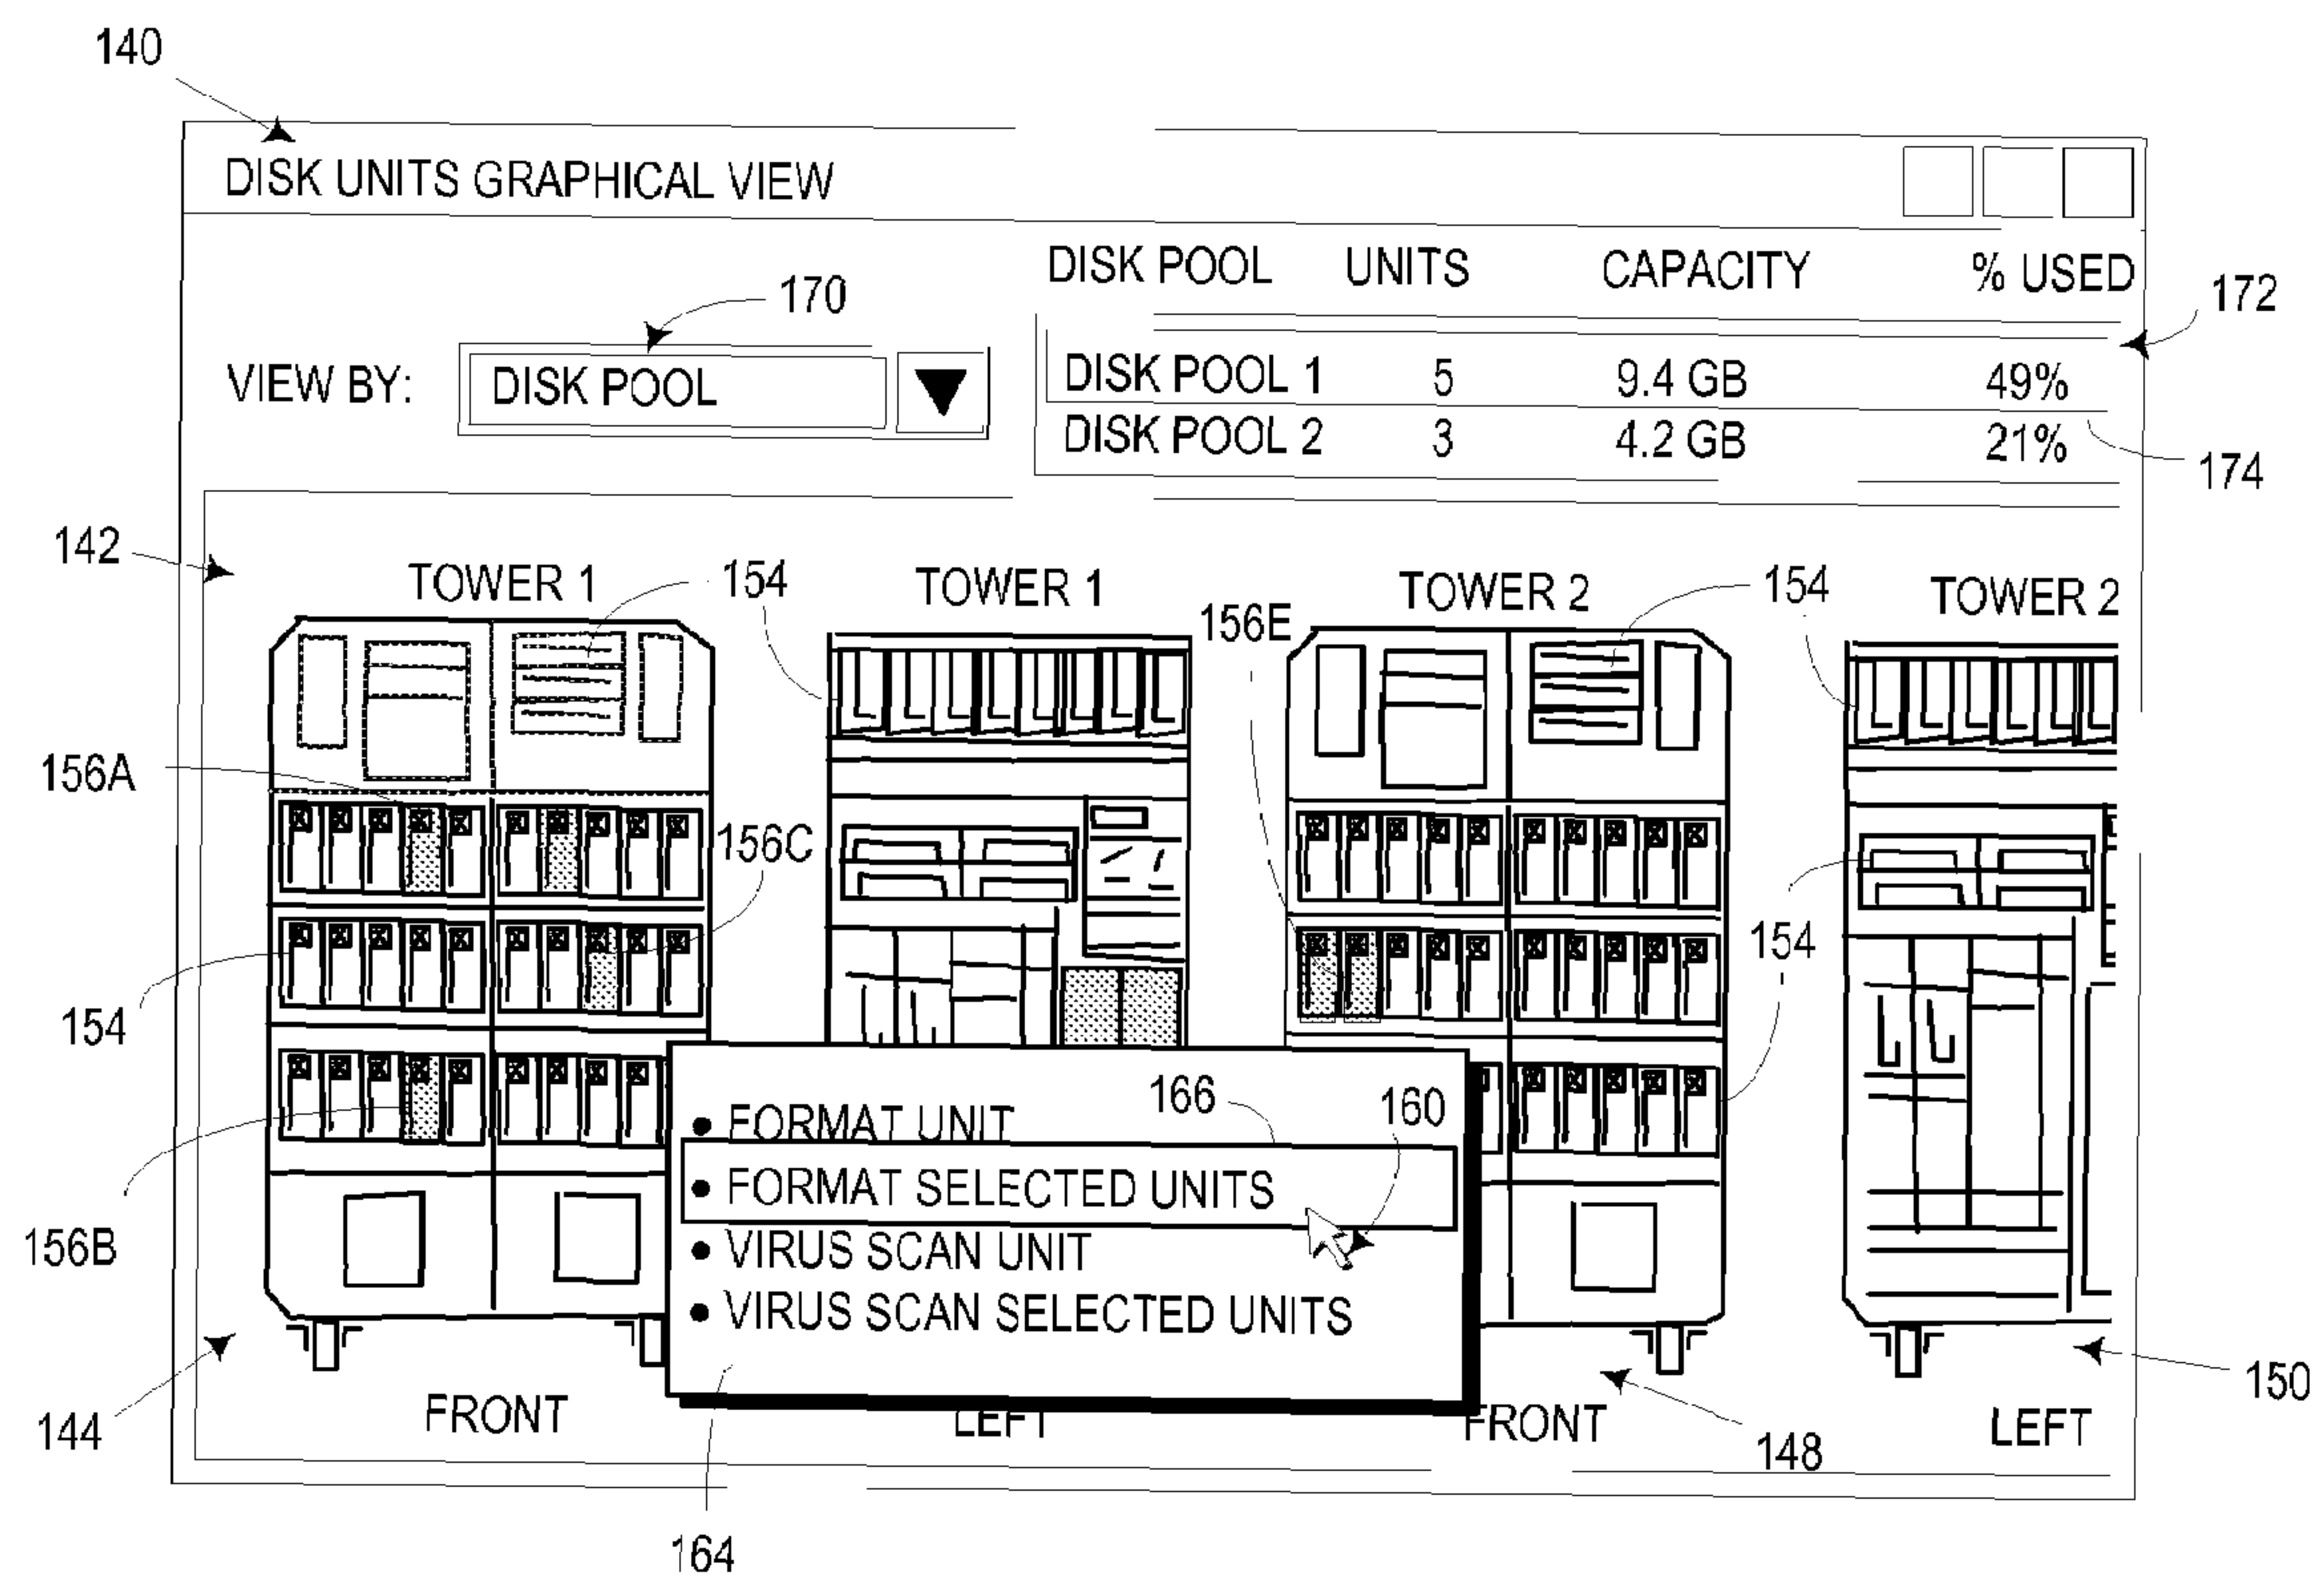 140
DISK UNITS GRAPHICAL VIEW
DISK POOL UNITS CAPACITY % USED
170
172
VIEW BY: DISK POOL
DISK POOL 1 5 9.4 GB 49%
DISK POOL 2 3 4.2 GB 21%
174
142
TOWER 1 154 TOWER 1 156E TOWER 2 154 TOWER 2
156A
156C
154
154
156B
166 160
• FORMAT UNIT
• FORMAT SELECTED UNITS
• VIRUS SCAN UNIT
• VIRUS SCAN SELECTED UNITS
144
150
FRONT LEFT FRONT LEFT
148
164